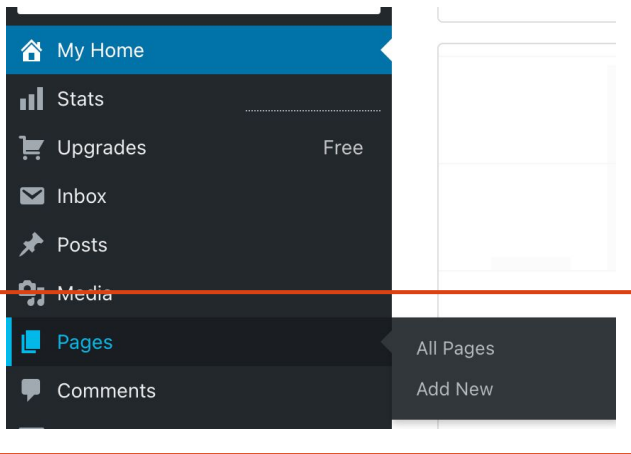 My Home
Stats
Upgrades Free
Inbox
Posts
Media
Pages
All Pages
Comments
Add New